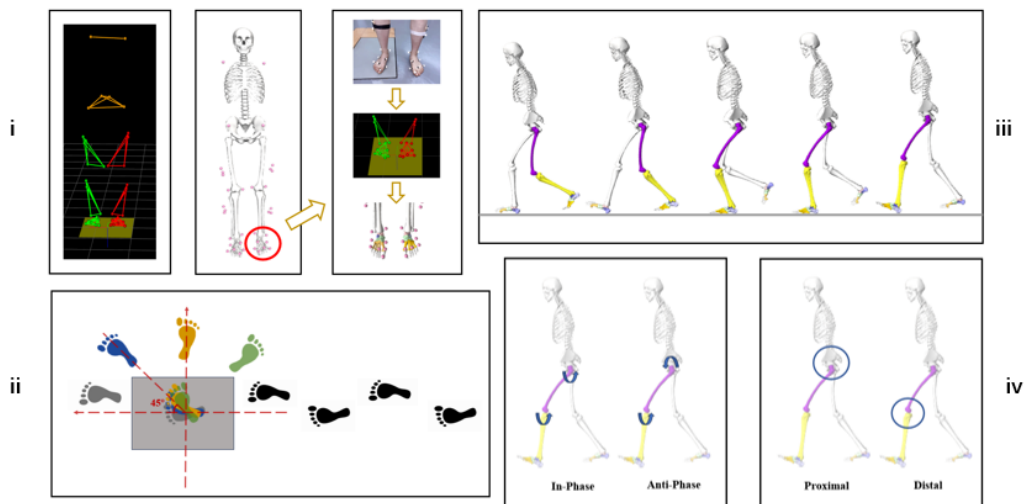 i
iii
ii
45°
iv
In-Phase
Anti-Phase
Proximal
Distal